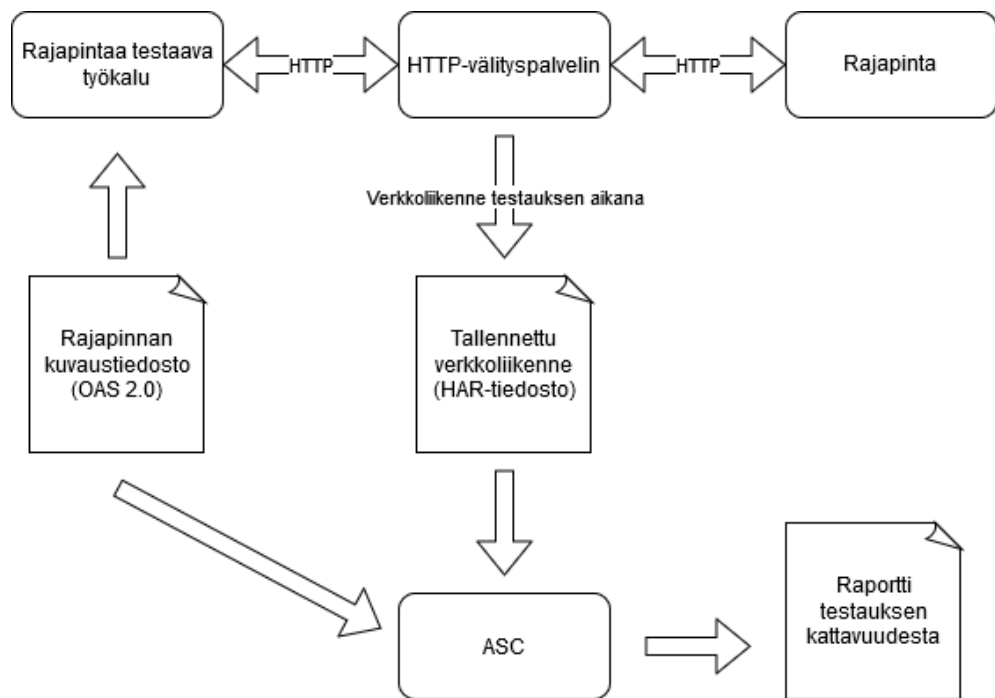 Rajapintaa testaava
työkalu
HTTP
HTTP-välityspalvelin
HTTP
Rajapinta
Verkkoliikenne testauksen aikana
Rajapinnan
kuvaustiedosto
(OAS 2.0)
Tallennettu
verkkoliikenne
(HAR-tiedosto)
ASC
Raportti
testauksen
kattavuudesta